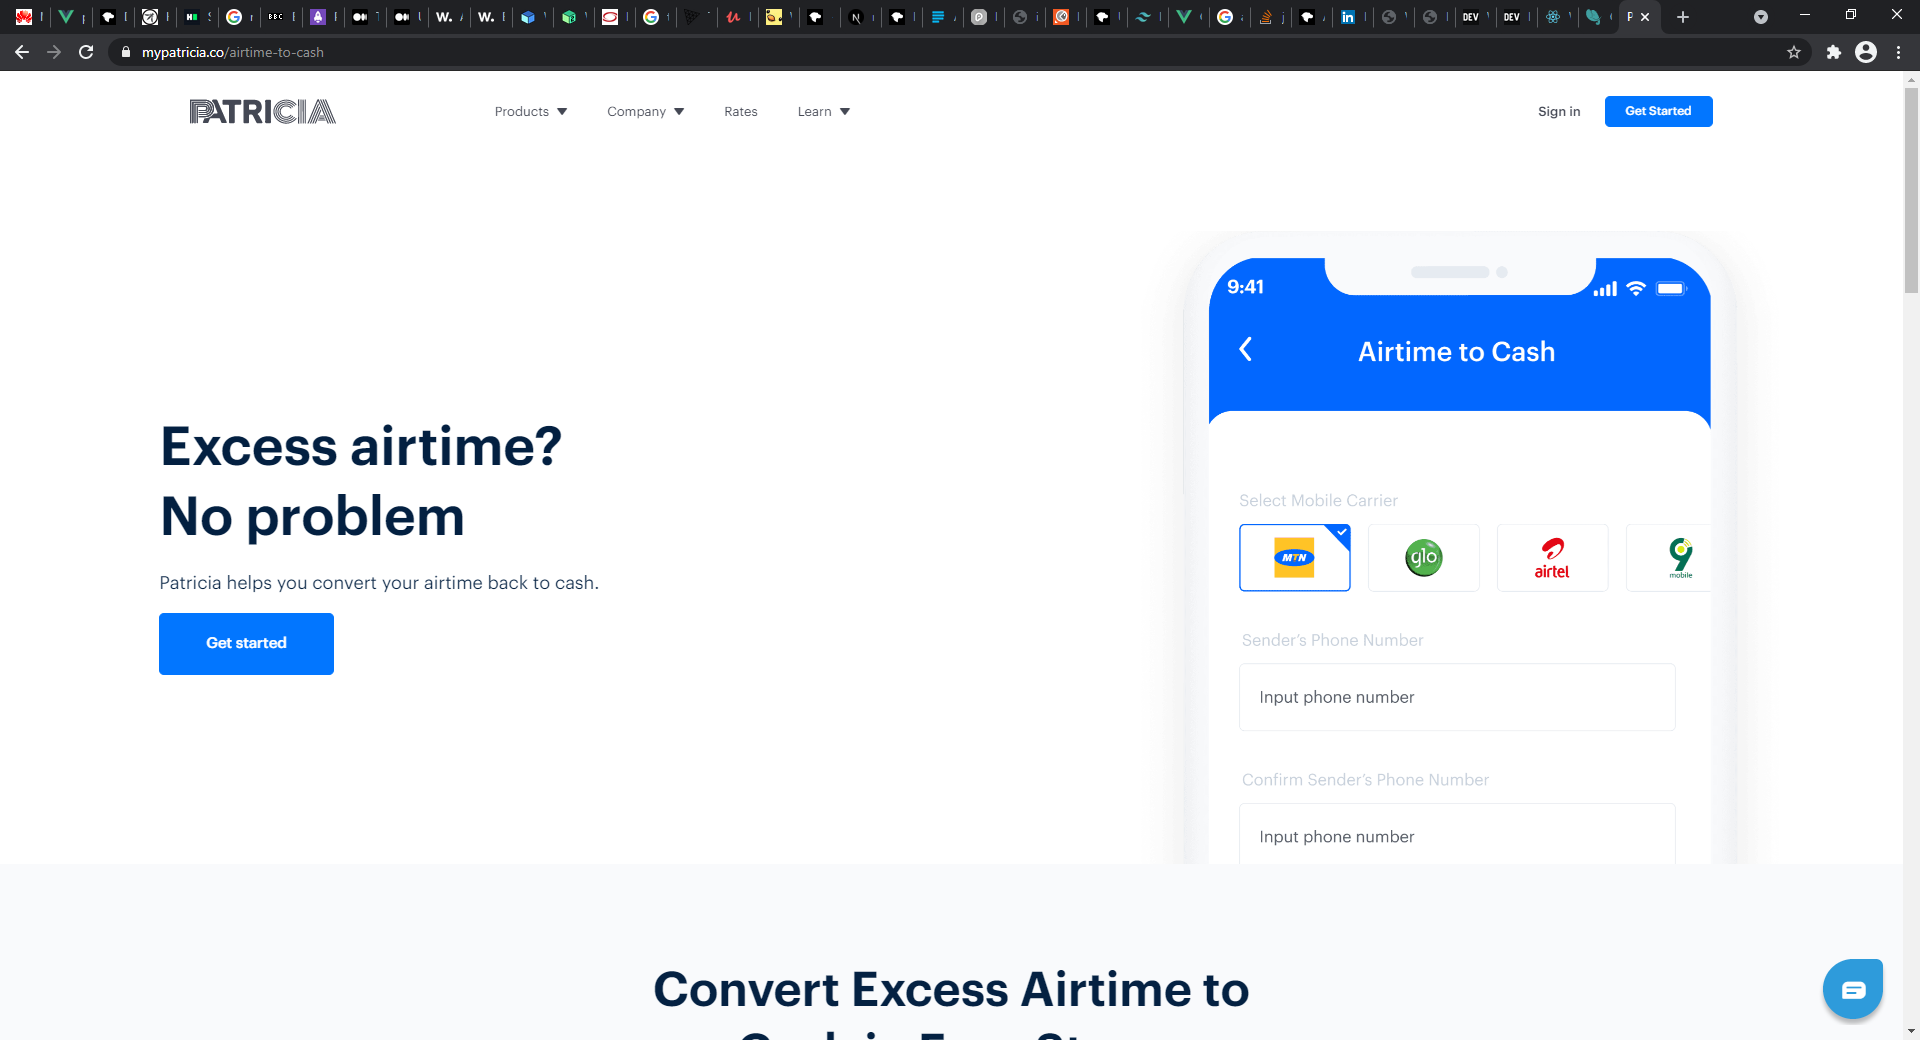 mypatricia.co/airtime-to-cash
PATRICIA
Products
Company
Rates
Learn
Sign in
Get Started
9:41
Airtime to Cash
Excess airtime?
No problem
Patricia helps you convert your airtime back to cash.
Get started
Select Mobile Carrier
MTN
glo
airtel
9
mobile
Sender's Phone Number
Input phone number
Confirm Sender's Phone Number
Input phone number
Convert Excess Airtime to